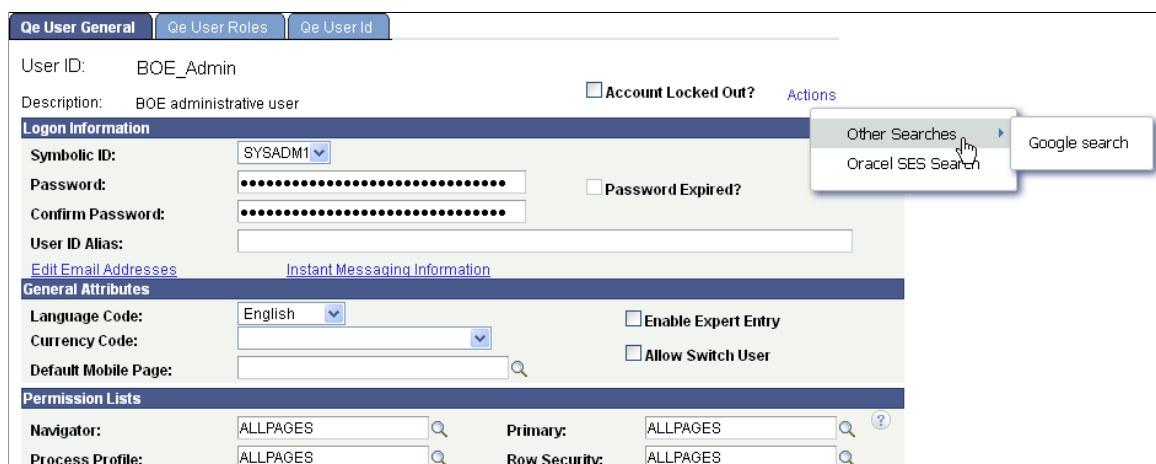 Qe User General Qe User Roles Qe User Id
User ID: BOE_Admin
Account Locked Out? Actions
Description: BOE administrative user
Logon Information
Other Searches Google search
Symbolic ID: SYSADM1
Oracel SES Search
Password: ••••••••••••••••••••••••••••••••
Password Expired?
Confirm Password: ••••••••••••••••••••••••••••••••
User ID Alias:
Edit Email Addresses Instant Messaging Information
General Attributes
Language Code: English
Enable Expert Entry
Currency Code:
Allow Switch User
Default Mobile Page:
Permission Lists
Navigator: ALLPAGES Primary: ALLPAGES ?
Process Profile: ALLPAGES Row Security: ALLPAGES